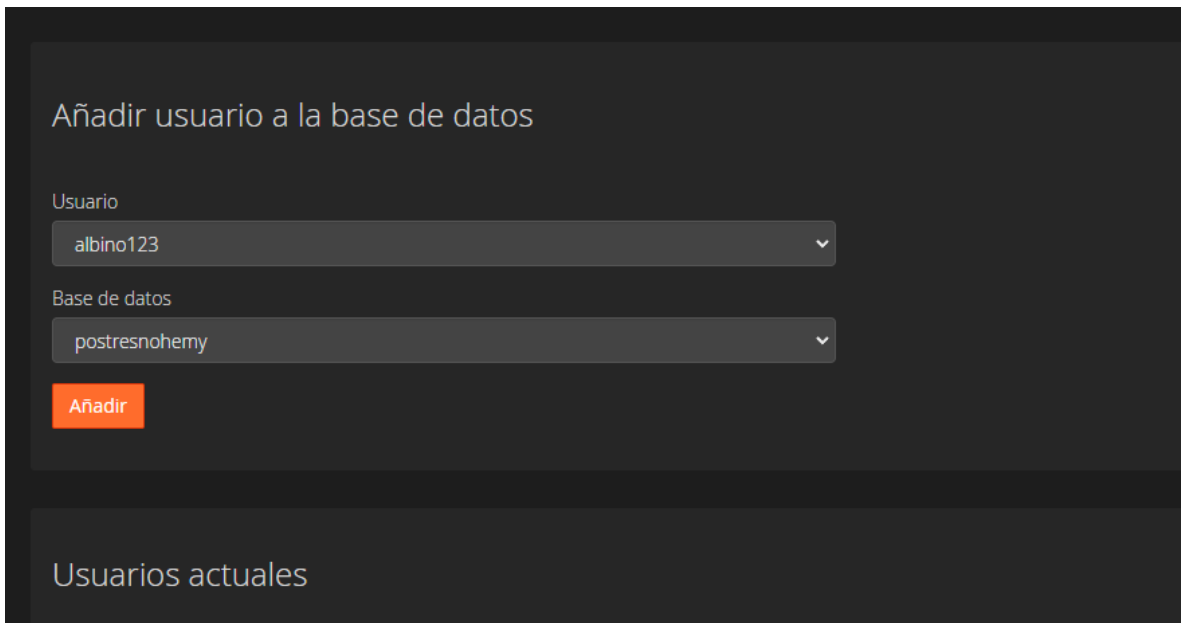 Añadir usuario a la base de datos
Usuario
albino123
Base de datos
postresnohemy
Añadir
Usuarios actuales